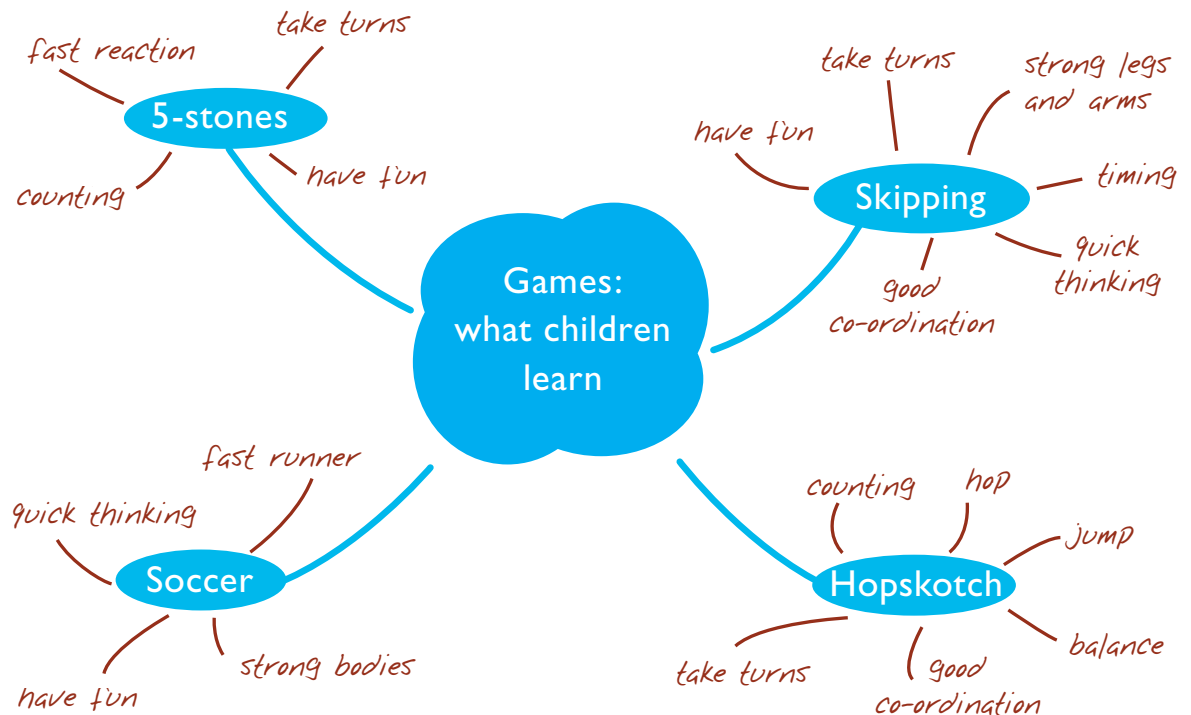 take turns
fast reaction
5-stones
counting
have fun
take turns
strong legs
and arms
have fun
timing
Skipping
quick
thinking
good
co-ordination
Games:
what children
learn
fast runner
quick thinking
Soccer
strong bodies
have fun
counting
hop
jump
Hopskotch
balance
take turns
good
co-ordination